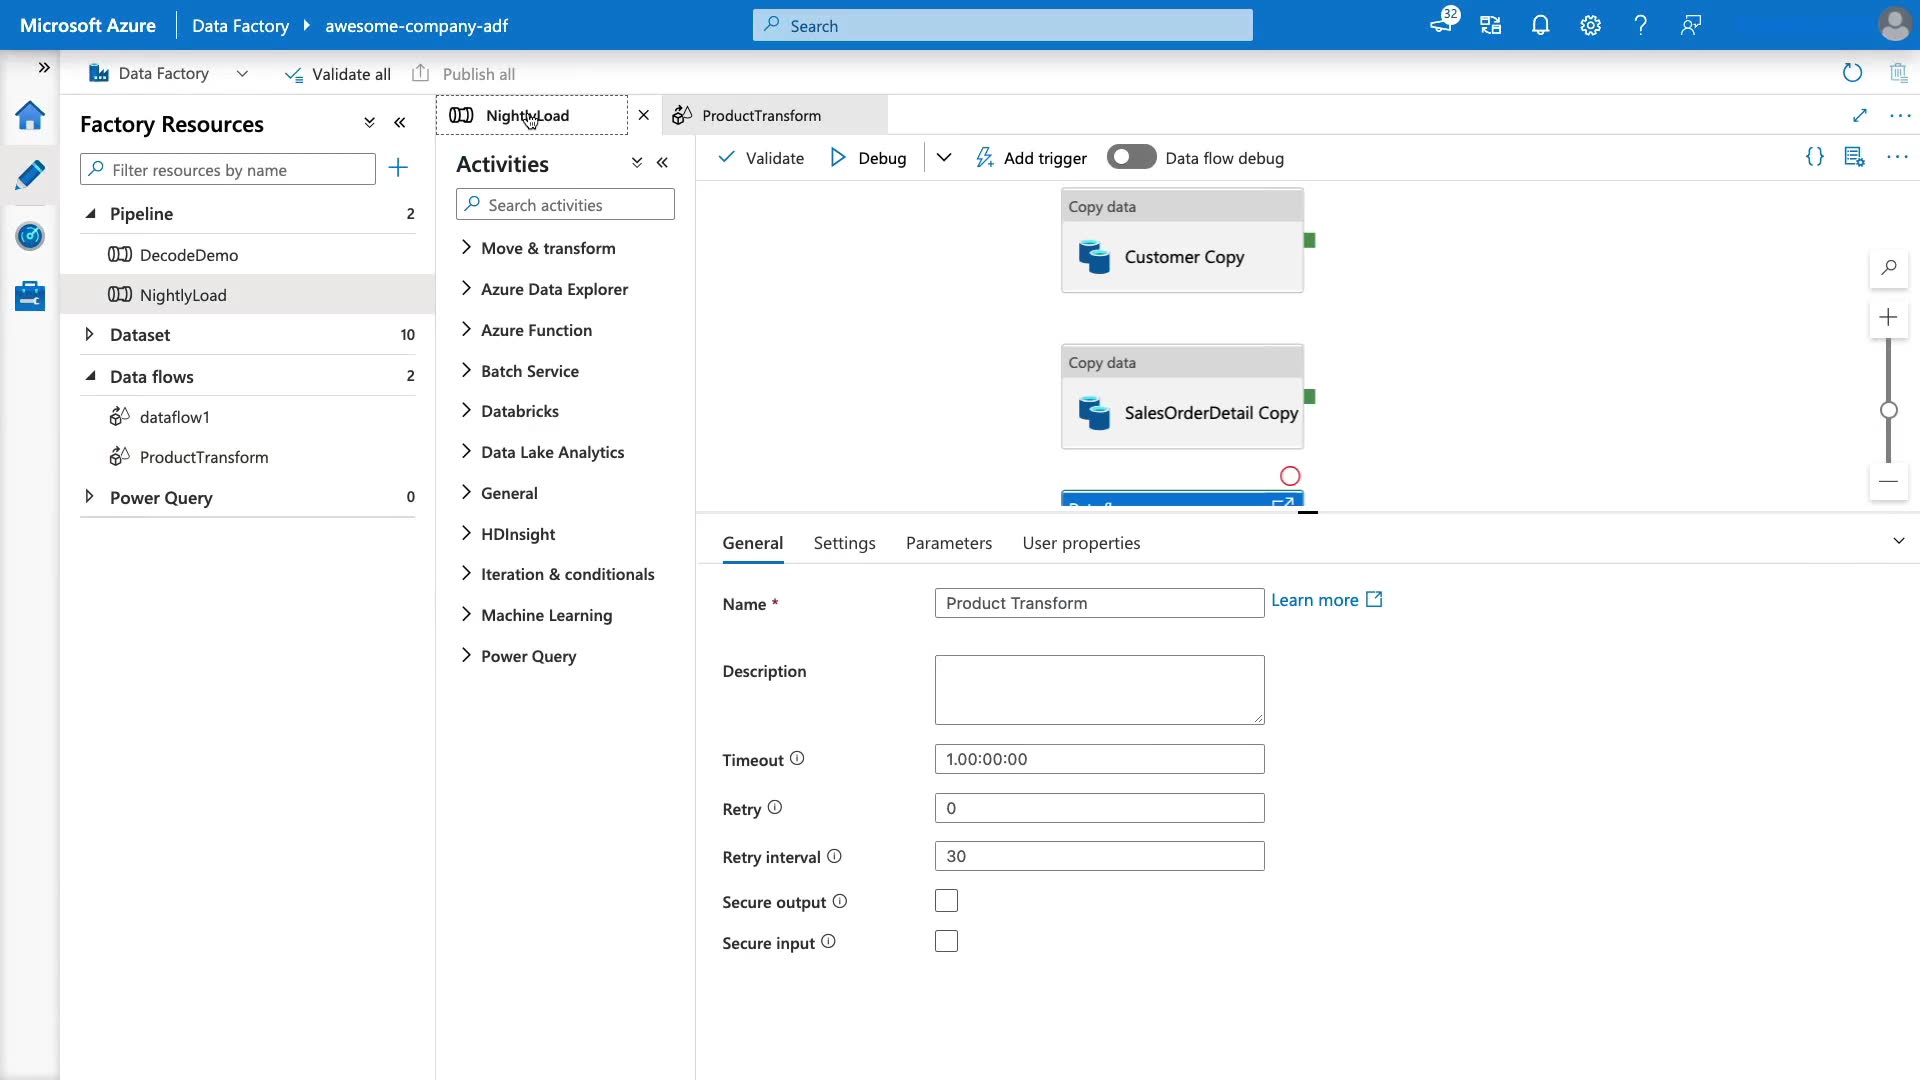 Microsoft Azure
Data Factory
awesome-company-adf
Search
32
Data Factory
Validate all
Publish all
Factory Resources
Filter resources by name
Pipeline 2
DecodeDemo
NightlyLoad
Dataset 10
Data flows 2
dataflow1
ProductTransform
Power Query 0
NightlyLoad
ProductTransform
Activities
Search activities
Move & transform
Azure Data Explorer
Azure Function
Batch Service
Databricks
Data Lake Analytics
General
HDInsight
Iteration & conditionals
Machine Learning
Power Query
Validate
Debug
Add trigger
Data flow debug
Copy data
Customer Copy
Copy data
SalesOrderDetail Copy
General
Settings
Parameters
User properties
Name *
Product Transform
Learn more
Description
Timeout
1.00:00:00
Retry
0
Retry interval
30
Secure output
Secure input